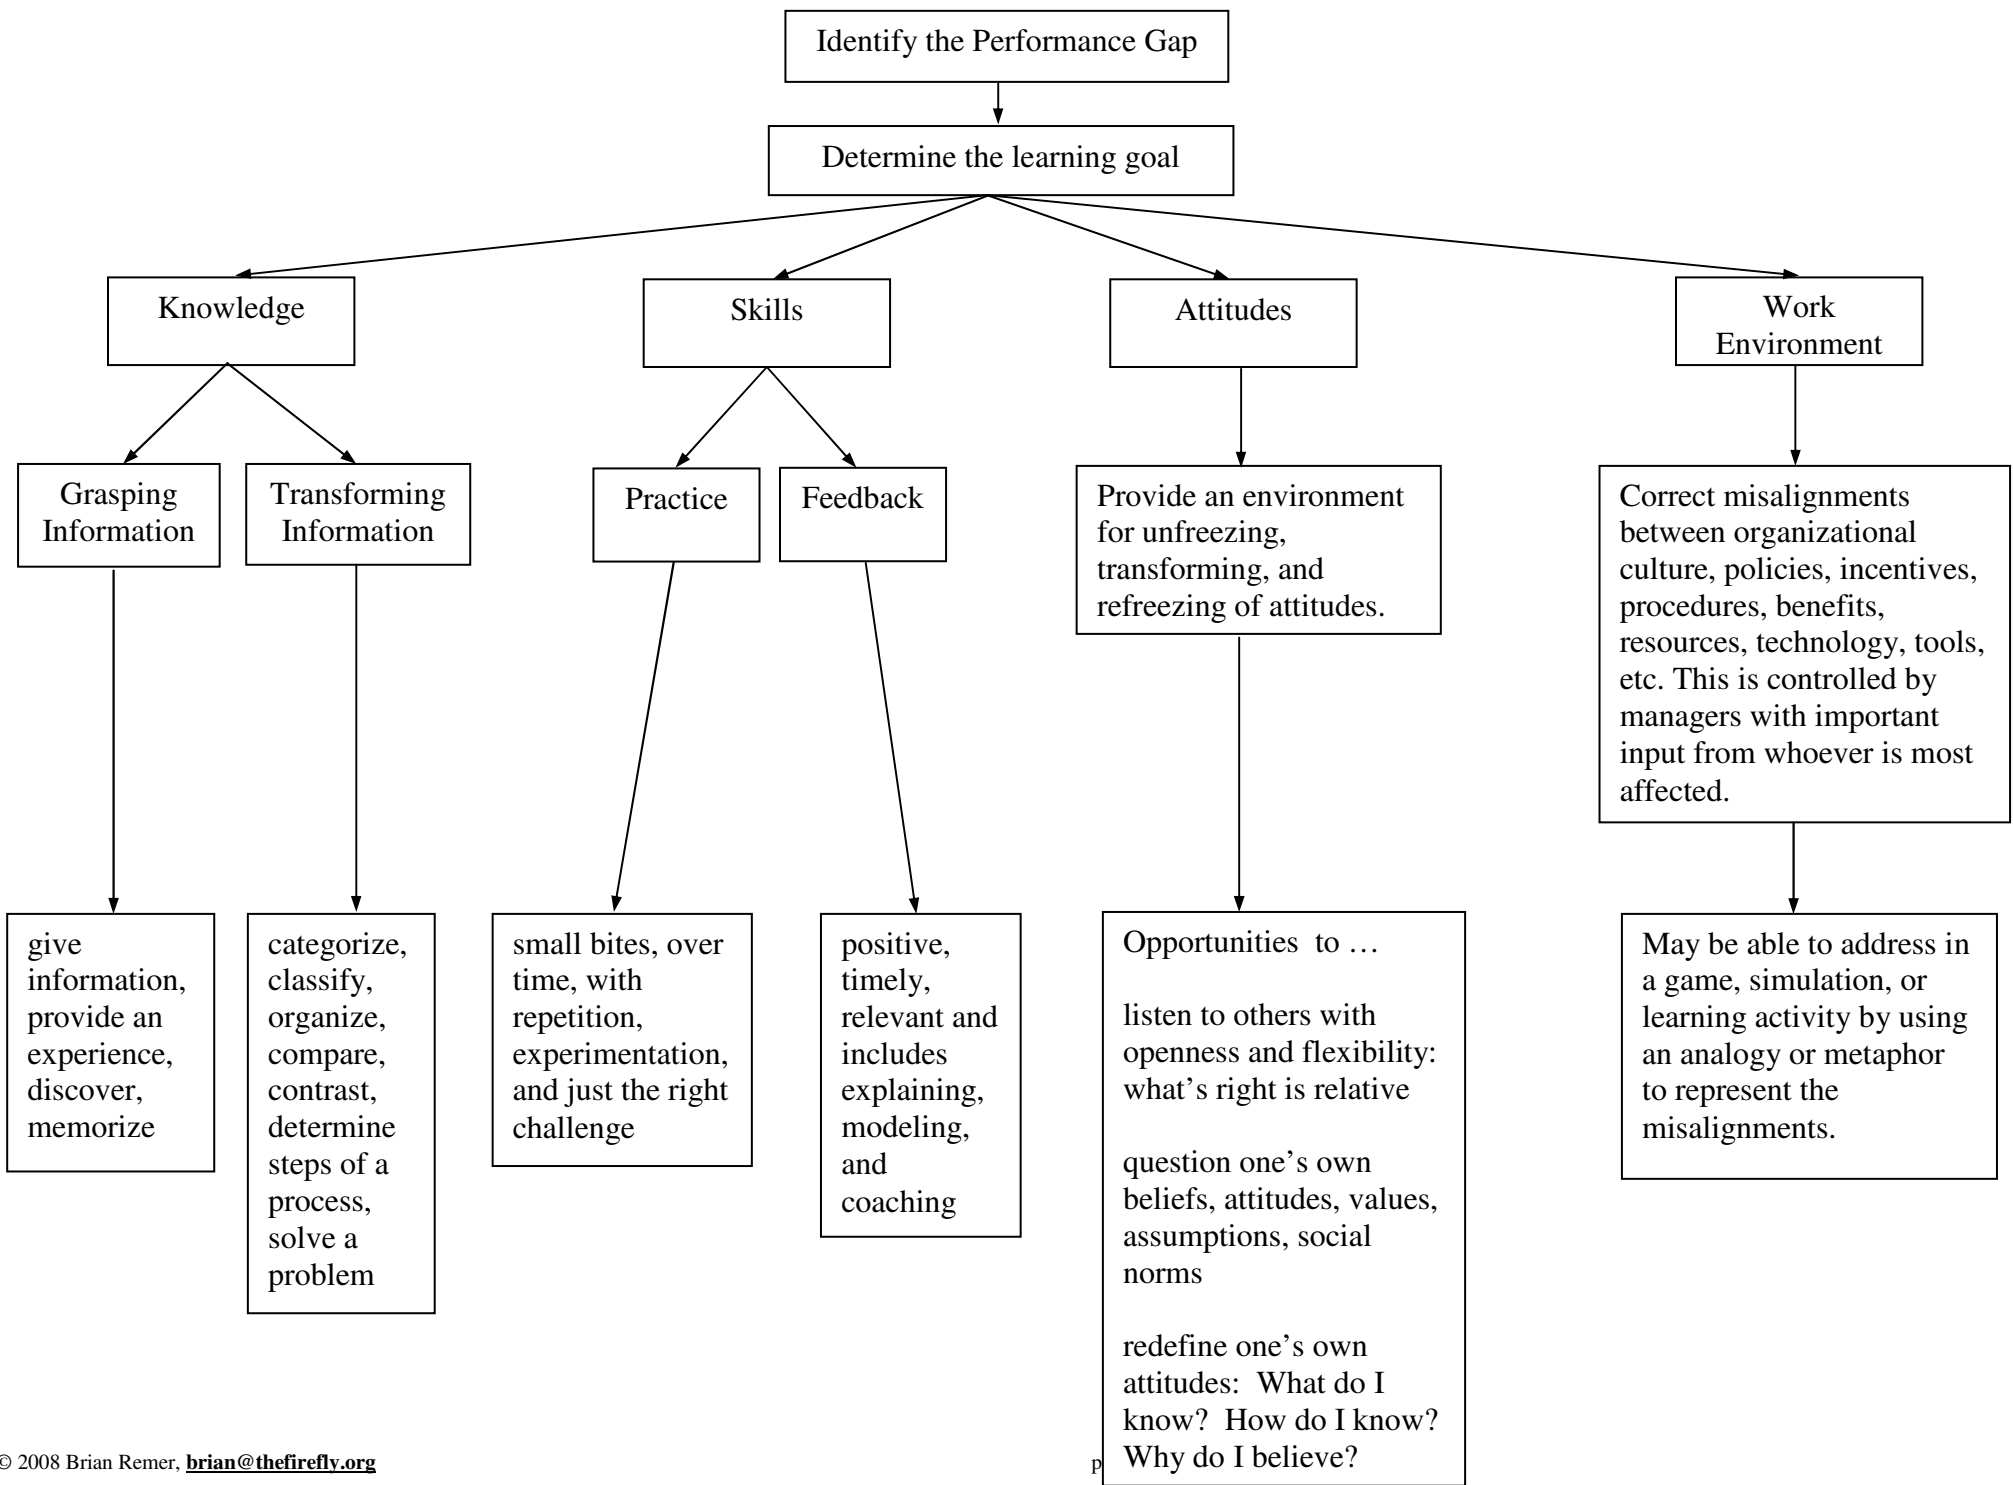 Identify the Performance Gap
Determine the learning goal
Knowledge
Skills
Attitudes
Work
Environment
Grasping
Information
Transforming
Information
Practice
Feedback
Provide an environment
for unfreezing,
transforming, and
refreezing of attitudes.
Correct misalignments
between organizational
culture, policies, incentives,
procedures, benefits,
resources, technology, tools,
etc. This is controlled by
managers with important
input from whoever is most
affected.
give
information,
provide an
experience,
discover,
memorize
categorize,
classify,
organize,
compare,
contrast,
determine
steps of a
process,
solve a
problem
small bites, over
time, with
repetition,
experimentation,
and just the right
challenge
positive,
timely,
relevant and
includes
explaining,
modeling,
and
coaching
Opportunities  to …
listen to others with
openness and flexibility:
what’s right is relative
question one’s own
beliefs, attitudes, values,
assumptions, social
norms
redefine one’s own
attitudes:  What do I
know?  How do I know?
Why do I believe?
May be able to address in
a game, simulation, or
learning activity by using
an analogy or metaphor
to represent the
misalignments.
© 2008 Brian Remer, brian@thefirefly.org